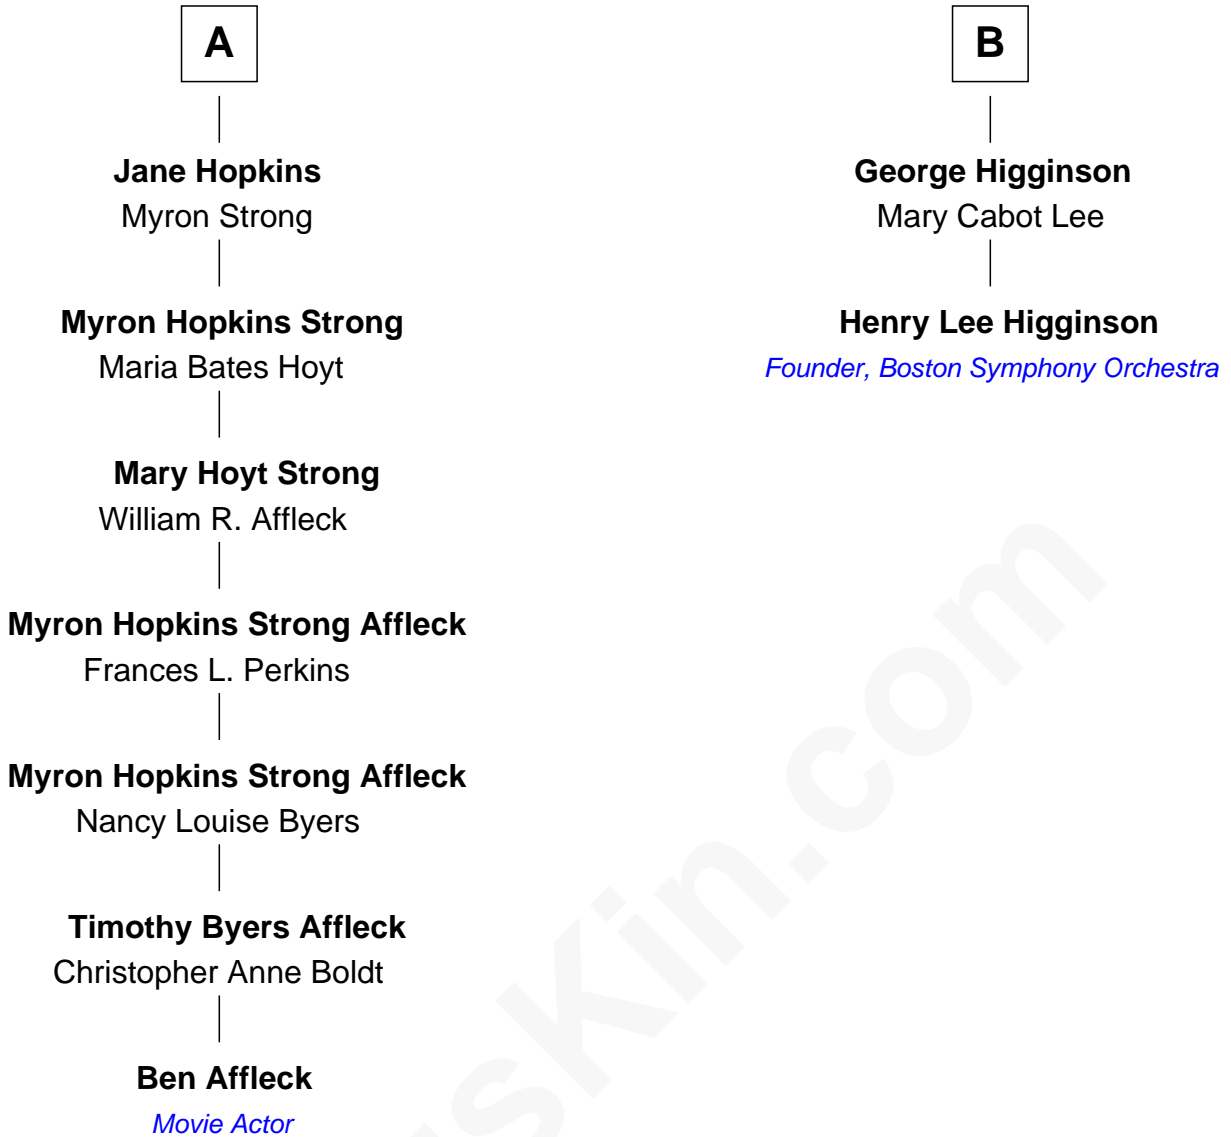 A
Jane Hopkins
Myron Strong
Myron Hopkins Strong
Maria Bates Hoyt
Mary Hoyt Strong
William R. Affleck
Myron Hopkins Strong Affleck
Frances L. Perkins
Myron Hopkins Strong Affleck
Nancy Louise Byers
Timothy Byers Affleck
Christopher Anne Boldt
Ben Affleck
Movie Actor
B
George Higginson
Mary Cabot Lee
Henry Lee Higginson
Founder, Boston Symphony Orchestra
sKin.com